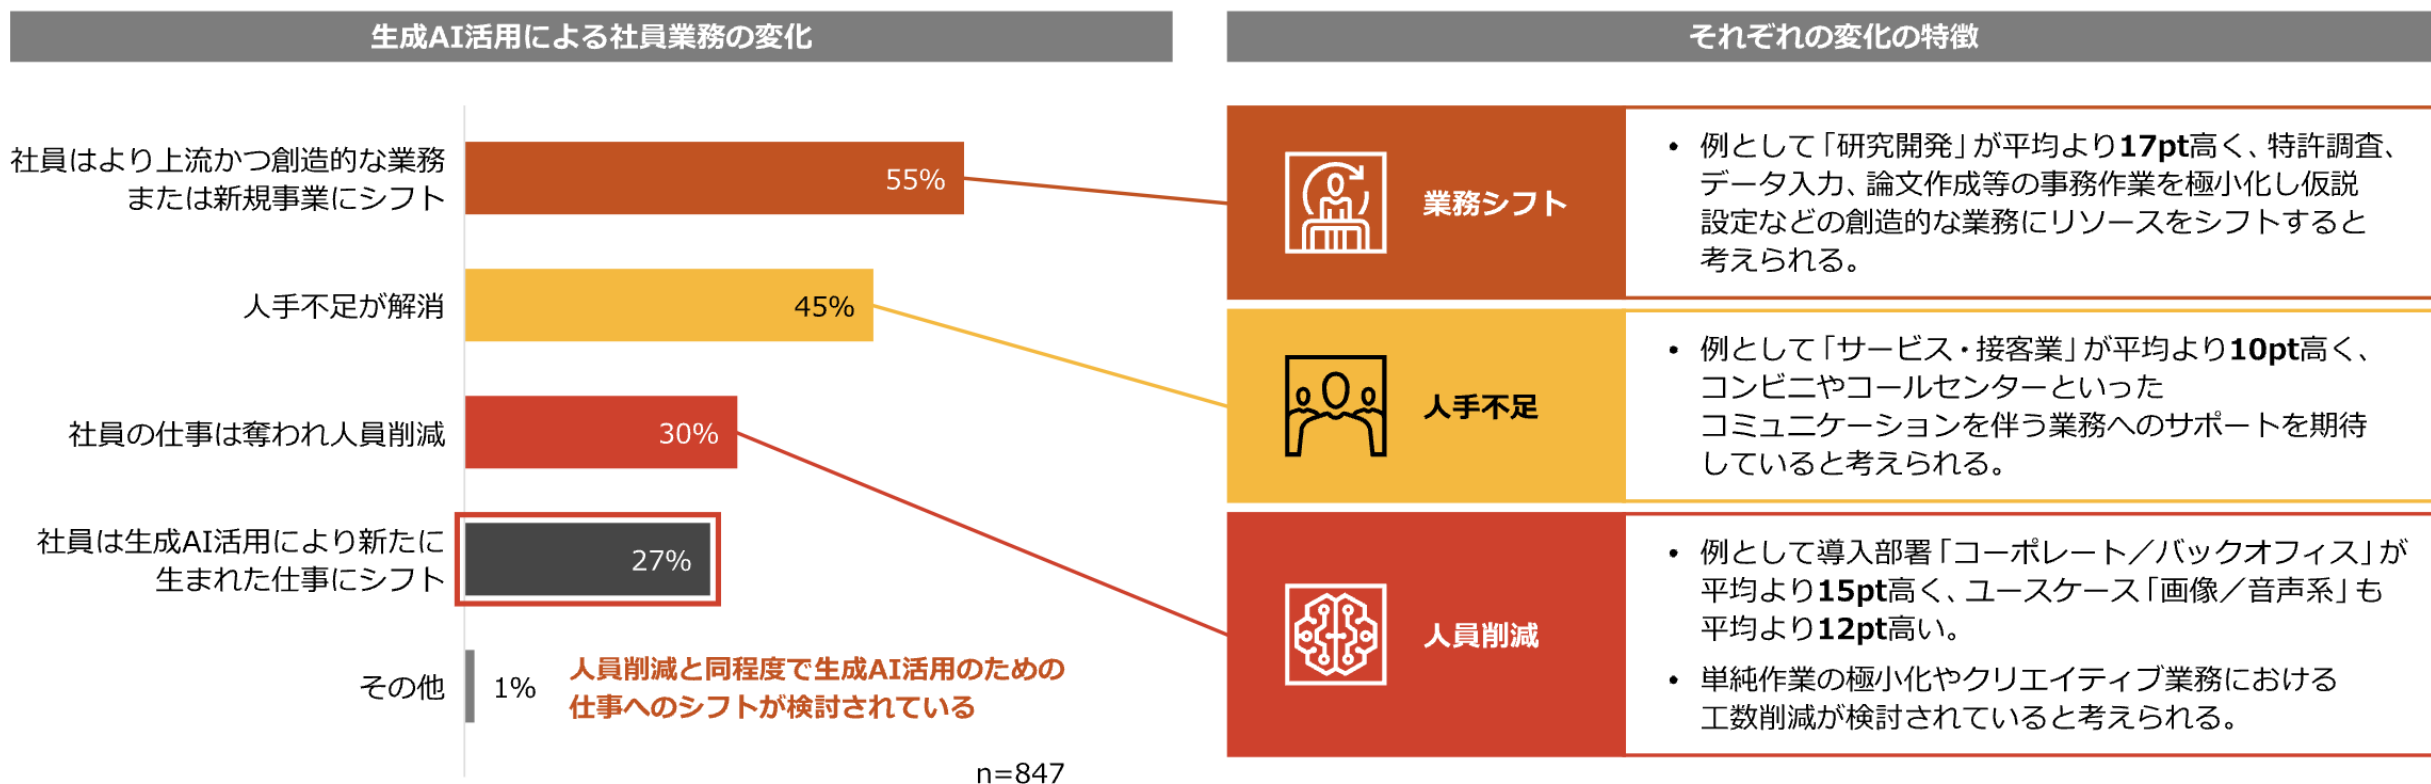 生成AI活用による社員業務の変化
社員はより上流かつ創造的な業務
または新規事業にシフト
55%
人手不足が解消
45%
社員の仕事は奪われ人員削減
30%
社員は生成AI活用により新たに
生まれた仕事にシフト
27%
その他
1%
人員削減と同程度で生成AI活用のための
仕事へのシフトが検討されている
n=847
それぞれの変化の特徴
業務シフト
• 例として「研究開発」が平均より17pt高く、特許調査、
データ入力、論文作成等の事務作業を極小化し仮説
設定などの創造的な業務にリソースをシフトすると
考えられる。
人手不足
• 例として「サービス・接客業」が平均より10pt高く、
コンビニやコールセンターといった
コミュニケーションを伴う業務へのサポートを期待
していると考えられる。
人員削減
• 例として導入部署「コーポレート／バックオフィス」が
平均より15pt高く、ユースケース「画像／音声系」も
平均より12pt高い。
• 単純作業の極小化やクリエイティブ業務における
工数削減が検討されていると考えられる。